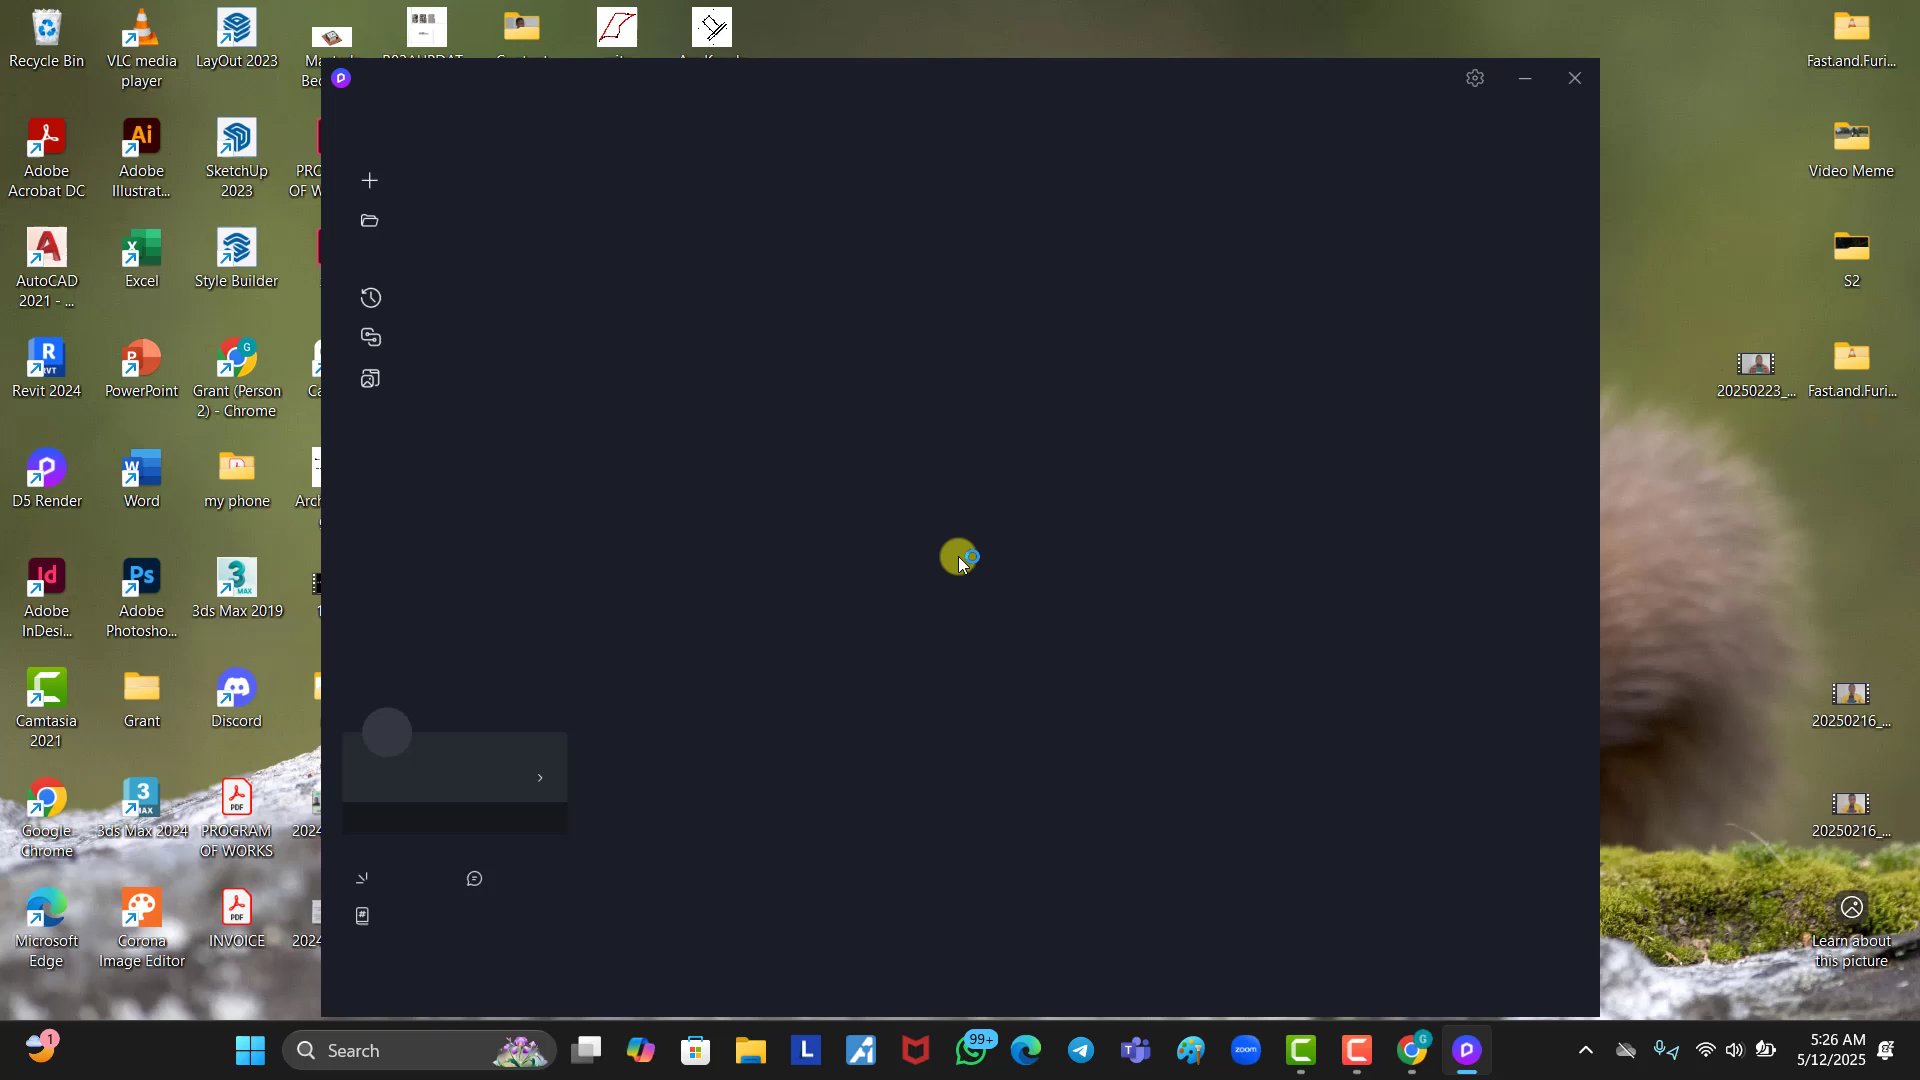 Recycle Bin
VLC media
player
LayOut 2023
Adobe
Acrobat DC
Adobe
Illustrat...
SketchUp
2023
AutoCAD
2021 - ...
Excel
Style Builder
Revit 2024
PowerPoint
Grant (Person
2) - Chrome
D5 Render
Word
my phone
Adobe
InDesi...
Adobe
Photosho...
3ds Max 2019
Camtasia
2021
Grant
Discord
Google
Chrome
3ds Max 2024
PROGRAM
OF WORKS
Microsoft
Edge
Corona
Image Editor
INVOICE
Fast.and.Furi...
Video Meme
S2
20250223_...
Fast.and.Furi...
20250216_...
20250216_...
Learn about
this picture
1
Search
99+
zoom
5:26 AM
5/12/2025